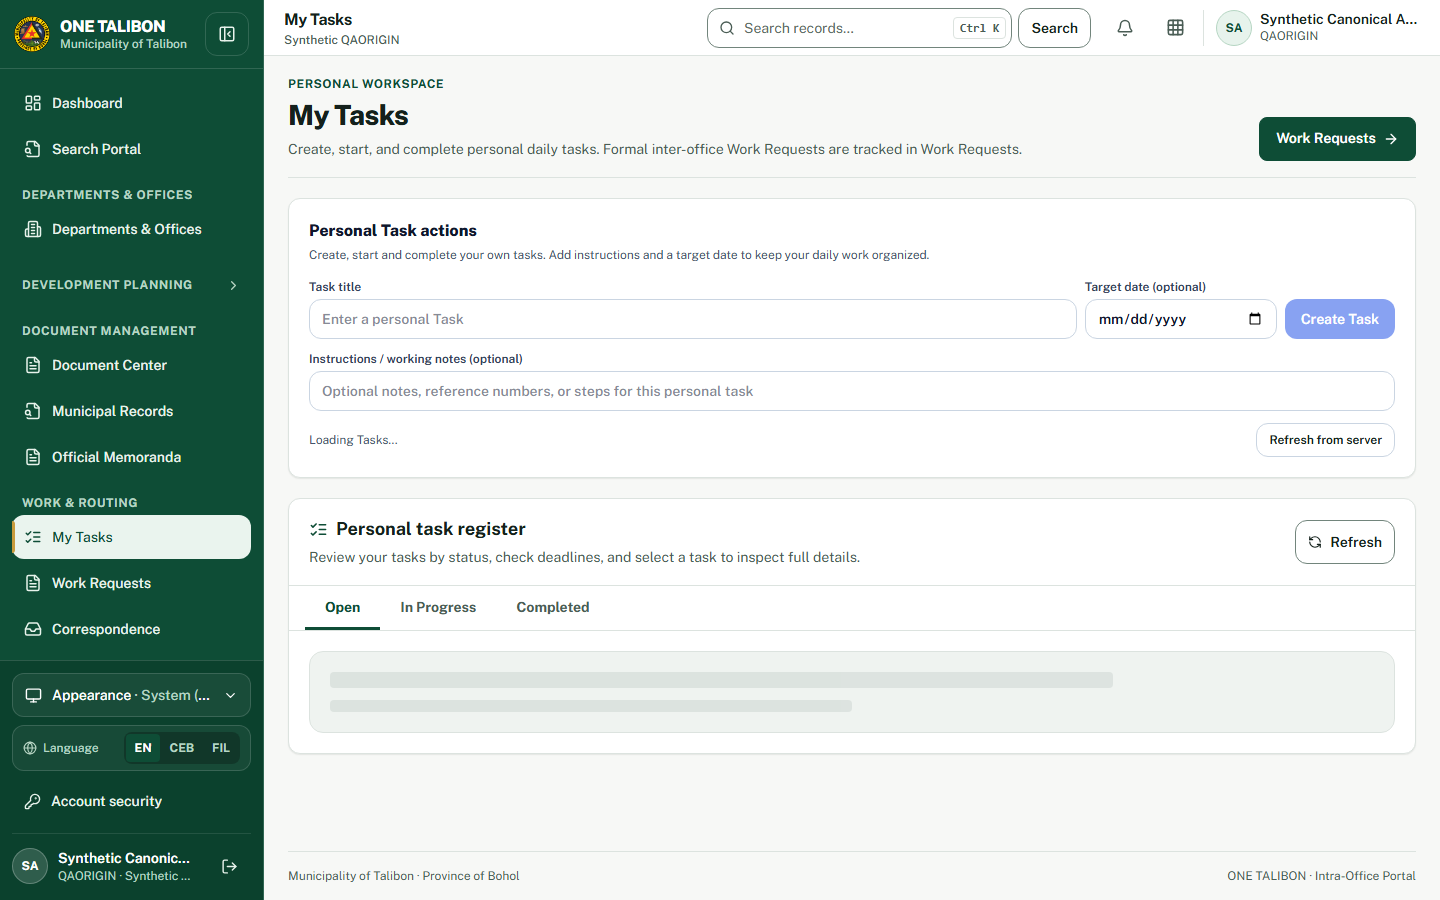 ONE TALIBON
Municipality of Talibon
Dashboard
Search Portal
DEPARTMENTS & OFFICES
Departments & Offices
DEVELOPMENT PLANNING
DOCUMENT MANAGEMENT
Document Center
Municipal Records
Official Memoranda
WORK & ROUTING
My Tasks
Work Requests
Correspondence
Appearance · System (...
Language EN CEB FIL
Account security
SA
Synthetic Canonic...
QAORIGIN · Synthetic ...
My Tasks
Synthetic QAORIGIN
Search records... Ctrl K
Search
SA
Synthetic Canonical A...
QAORIGIN
PERSONAL WORKSPACE
My Tasks
Create, start, and complete personal daily tasks. Formal inter-office Work Requests are tracked in Work Requests.
Work Requests
Personal Task actions
Create, start and complete your own tasks. Add instructions and a target date to keep your daily work organized.
Task title
Enter a personal Task
Target date (optional)
mm/dd/yyyy
Create Task
Instructions / working notes (optional)
Optional notes, reference numbers, or steps for this personal task
Loading Tasks...
Refresh from server
Personal task register
Review your tasks by status, check deadlines, and select a task to inspect full details.
Refresh
Open In Progress Completed
Municipality of Talibon · Province of Bohol
ONE TALIBON · Intra-Office Portal